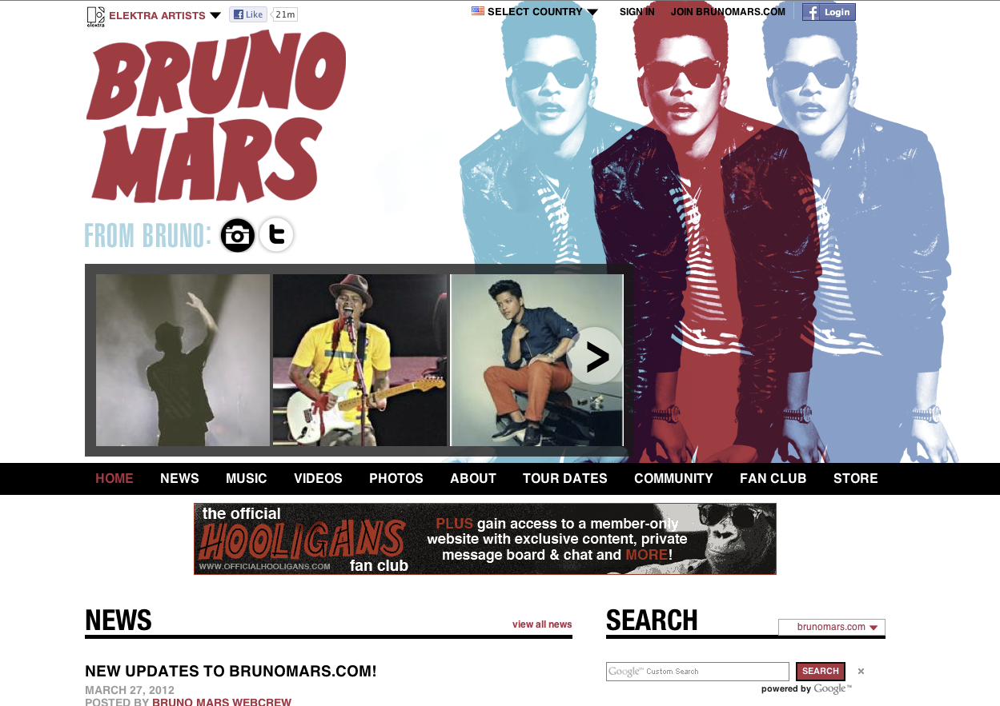 elektra
ELEKTRA ARTISTS
Like
21m
SELECT COUNTRY
SIGN IN
JOIN BRUNOMARS.COM
f Login
BRUNO
MARS
FROM BRUNO:
t
>
HOME NEWS MUSIC VIDEOS PHOTOS ABOUT TOUR DATES COMMUNITY FAN CLUB STORE
the official
HOOLIGANS
WWW.OFFICIALHOOLIGANS.COM fan club
PLUS gain access to a member-only
website with exclusive content, private
message board & chat and MORE!
NEWS
view all news
NEW UPDATES TO BRUNOMARS.COM!
MARCH 27, 2012
POSTED BY BRUNO MARS WEBCREW
SEARCH
brunomars.com
Google™ Custom Search
SEARCH
×
powered by Google™